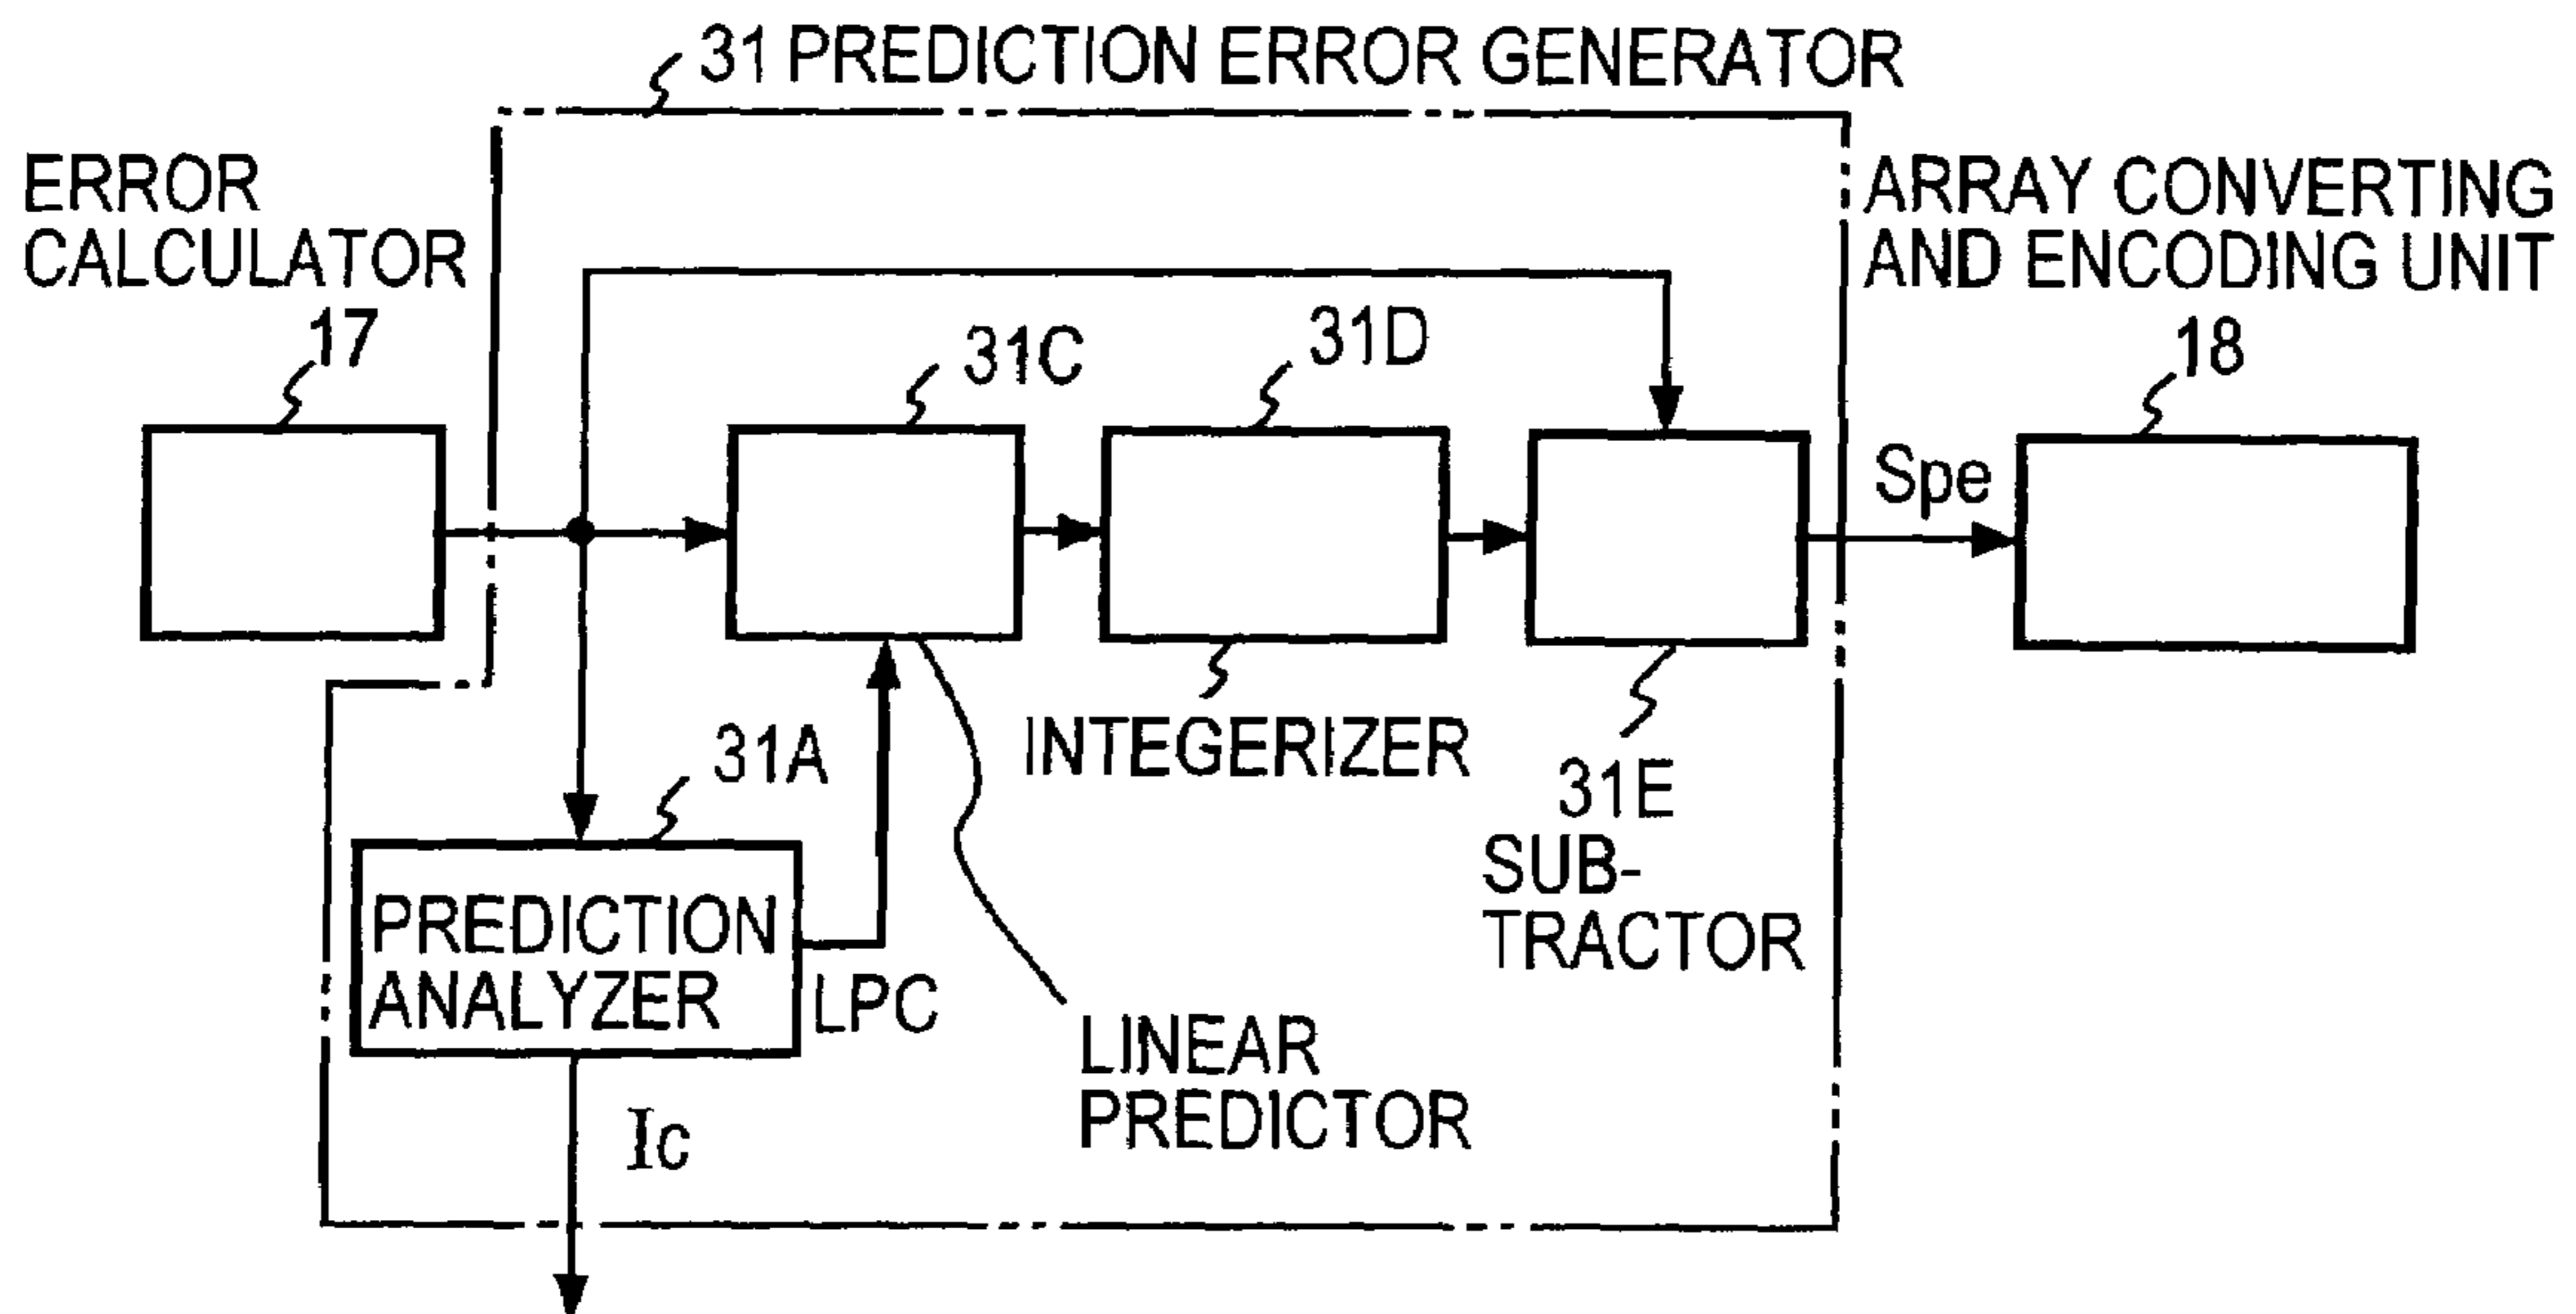 31 PREDICTION ERROR GENERATOR
ERROR
CALCULATOR
17
ARRAY CONVERTING
AND ENCODING UNIT
18
31C
31D
Spe
INTEGERIZER
31E
SUB-
TRACTOR
31A
PREDICTION
ANALYZER
LPC
LINEAR
PREDICTOR
Ic